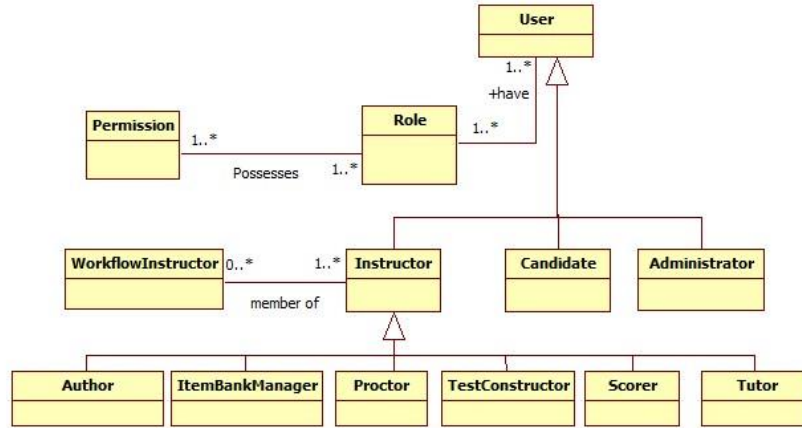 User
1..*
+have
Permission
Role
1..*
1..*
Possesses
1..*
WorkflowInstructor
0..*
1..*
Instructor
Candidate
Administrator
member of
Author
ItemBankManager
Proctor
TestConstructor
Scorer
Tutor